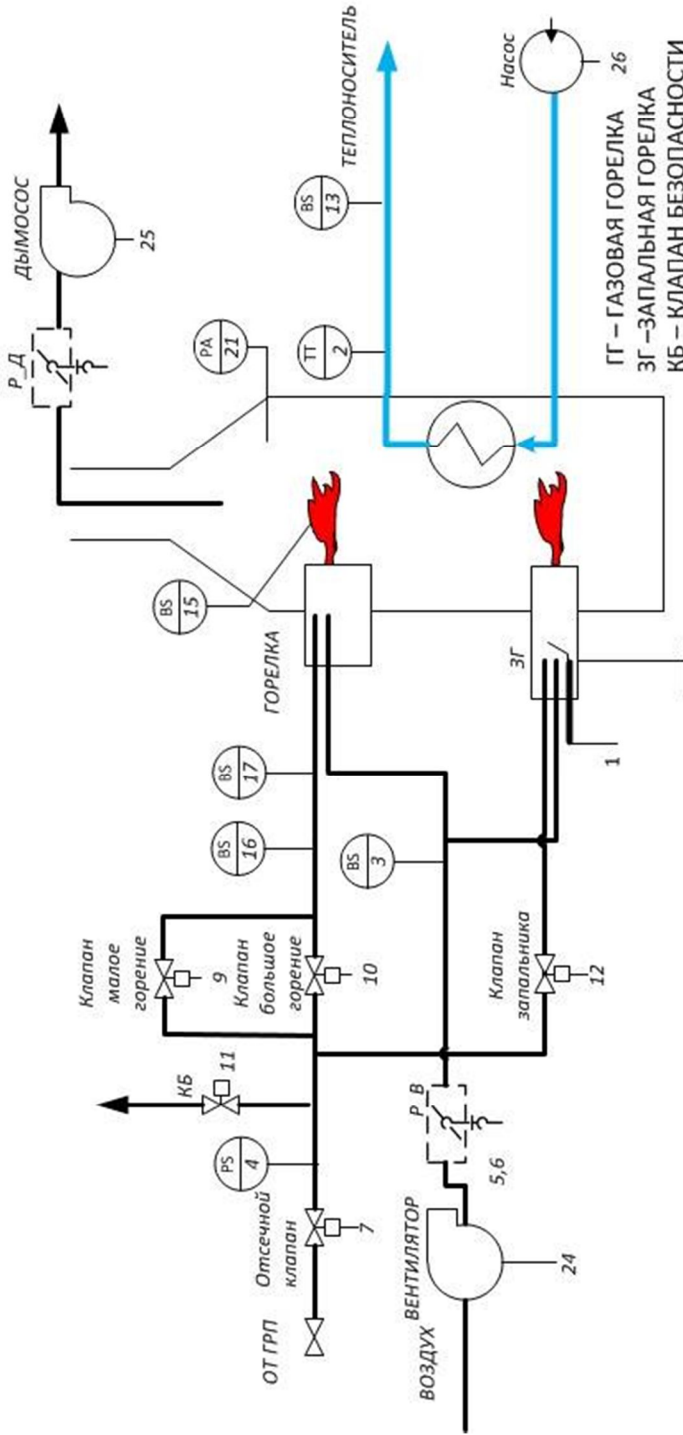 ДЫМОСОС
25
Р_Д
РА
21
ТЕПЛОНОСИТЕЛЬ
BS
13
ТТ
2
Насос
26
BS
15
ГОРЕЛКА
BS
17
BS
16
BS
3
ЗГ
1
Клапан
малое
горение
9
Клапан
большое
горение
10
Клапан
запальника
12
КБ
11
PS
4
Отсечной
клапан
7
ОТ ГРП
Р_В
5,6
ВЕНТИЛЯТОР
ВОЗДУХ
24
ГГ – ГАЗОВАЯ ГОРЕЛКА
ЗГ –ЗАПАЛЬНАЯ ГОРЕЛКА
КБ – КЛАПАН БЕЗОПАСНОСТИ